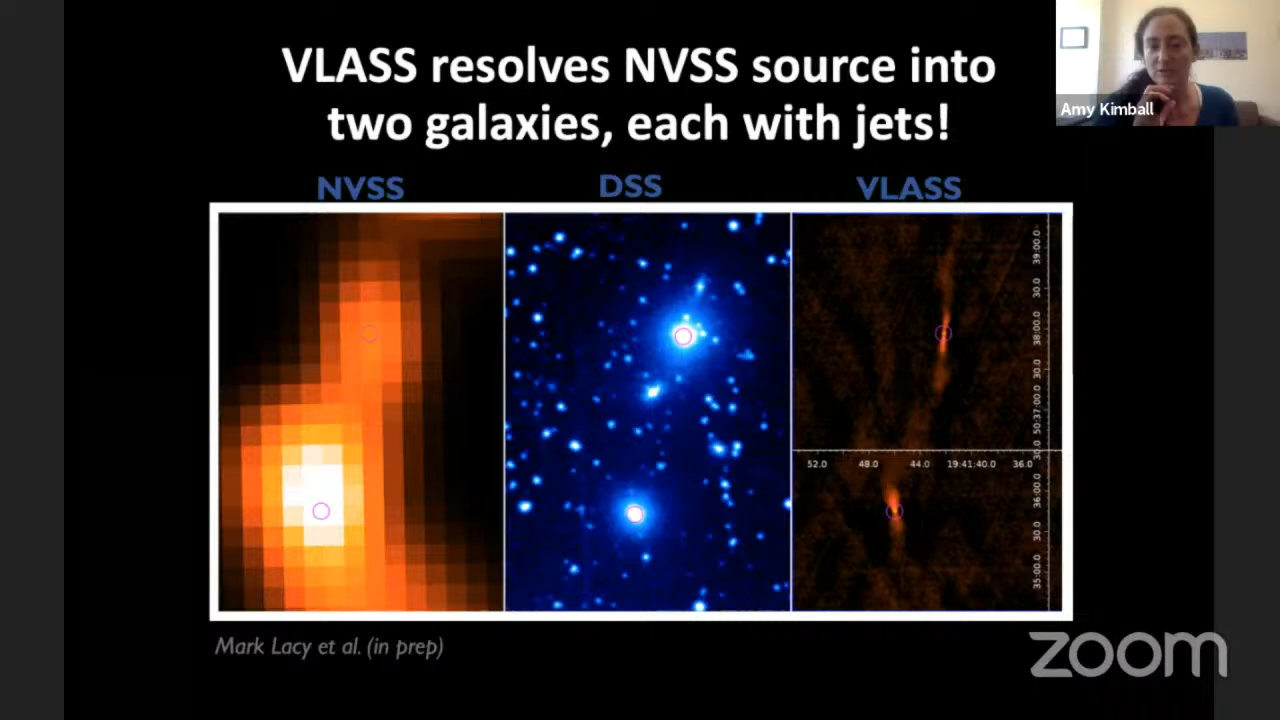 VLASS resolves NVSS source into
two galaxies, each with jets!
Amy Kimball
NVSS
DSS
VLASS
39:00.0
30.0
38:00.0
30.0
50:37:00.0
30.0
52.0
48.0
44.0
19:41:40.0
36.0
36:00.0
30.0
35:00.0
Mark Lacy et al. (in prep)
zoom